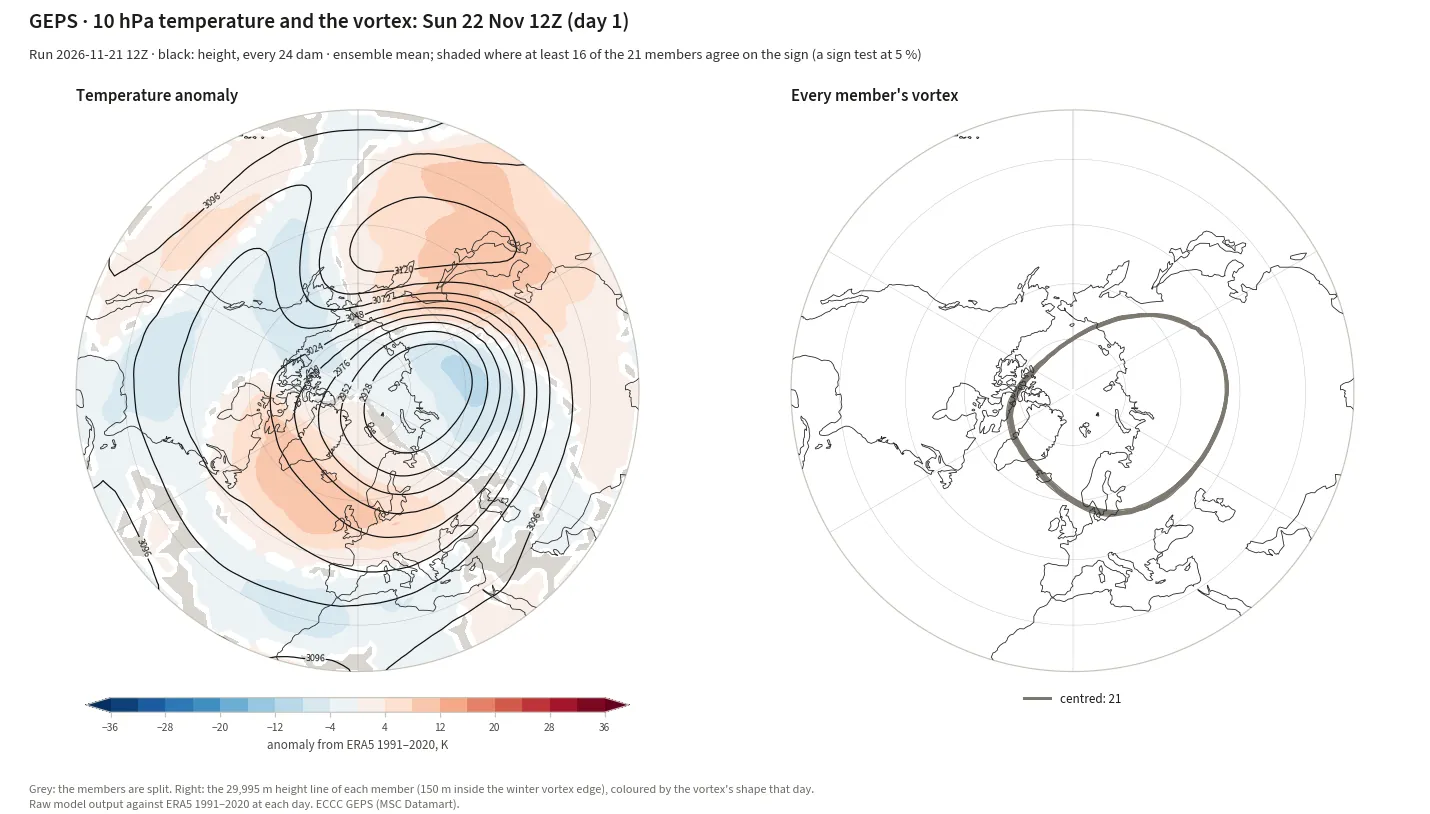 GEPS · 10 hPa temperature and the vortex: Sun 22 Nov 12Z (day 1)
Run 2026-11-21 12Z · black: height, every 24 dam · ensemble mean; shaded where at least 16 of the 21 members agree on the sign (a sign test at 5 %)
Temperature anomaly
Every member's vortex
3096
3120
3072
3048
3024
2976
2952
2928
3096
3096
3096
−36 −28 −20 −12 −4 4 12 20 28 36
anomaly from ERA5 1991–2020, K
centred: 21
Grey: the members are split. Right: the 29,995 m height line of each member (150 m inside the winter vortex edge), coloured by the vortex's shape that day.
Raw model output against ERA5 1991–2020 at each day. ECCC GEPS (MSC Datamart).